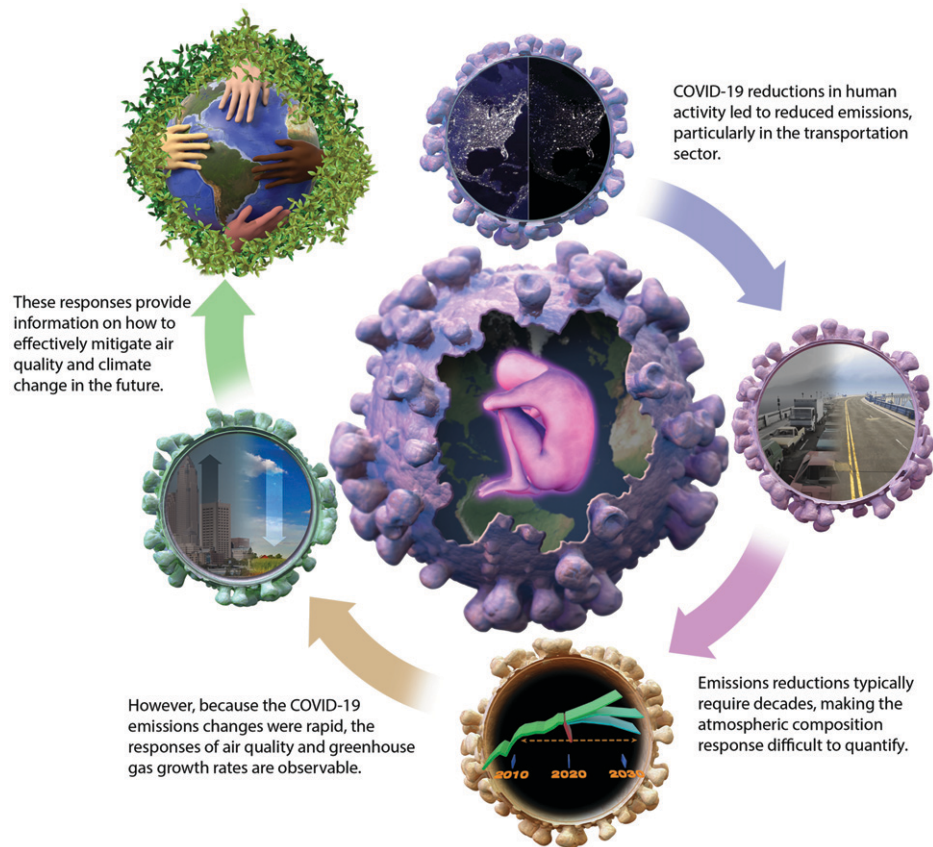 COVID-19 reductions in human
activity led to reduced emissions,
particularly in the transportation
sector.
Emissions reductions typically
require decades, making the
atmospheric composition
response difficult to quantify.
2010 2020 2030
However, because the COVID-19
emissions changes were rapid, the
responses of air quality and greenhouse
gas growth rates are observable.
These responses provide
information on how to
effectively mitigate air
quality and climate
change in the future.